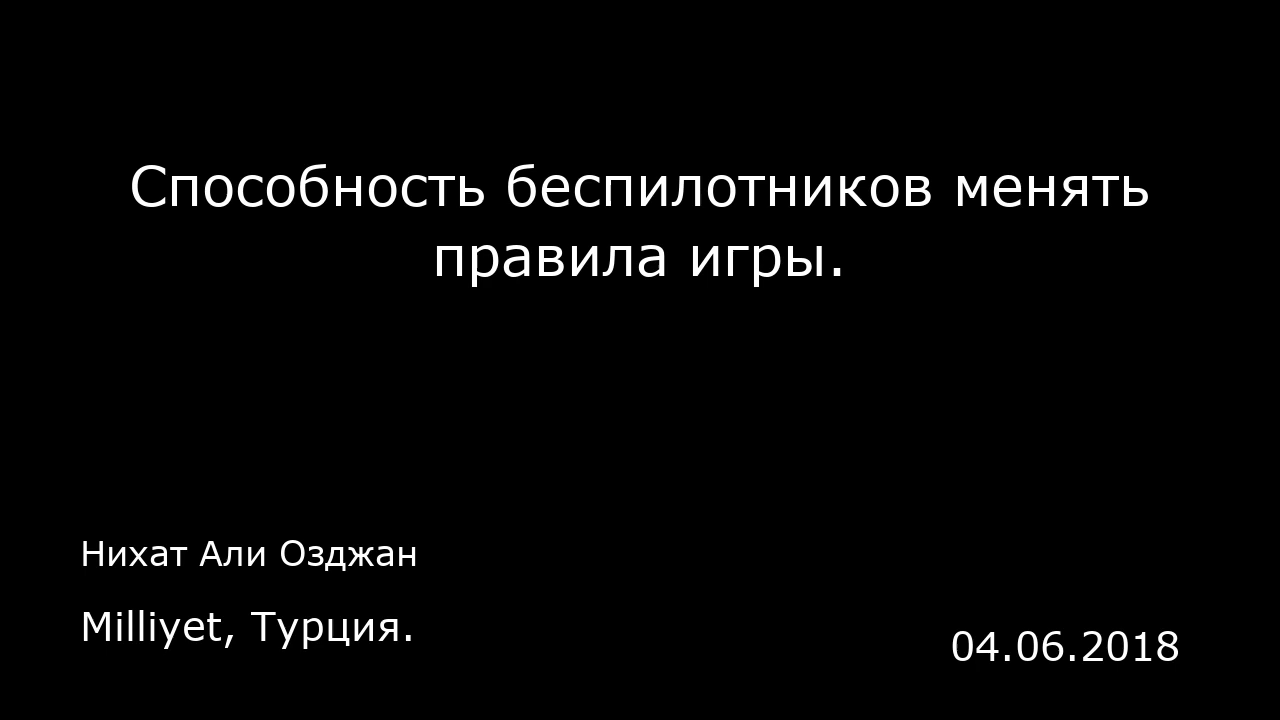 Способность беспилотников менять
правила игры.
Нихат Али Озджан
Milliyet, Турция.
04.06.2018